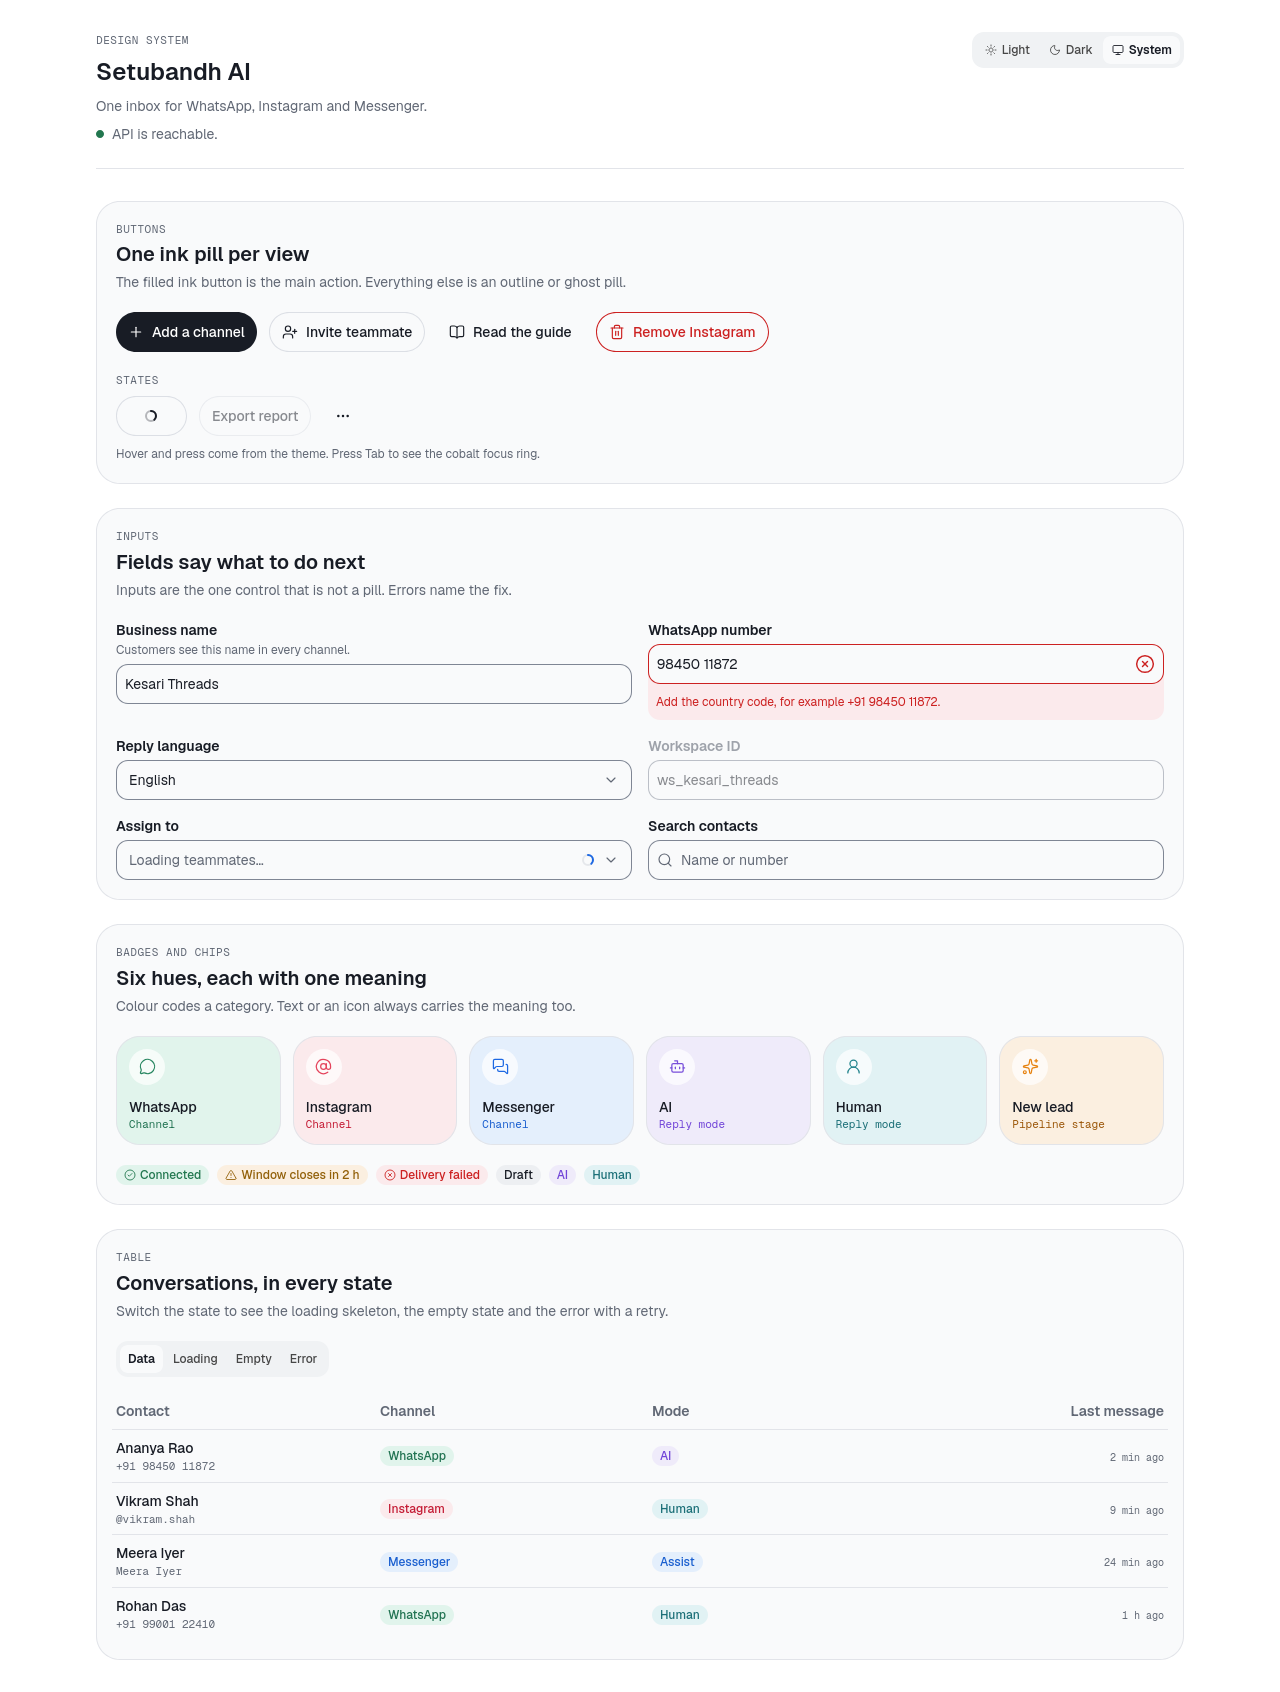 DESIGN SYSTEM
Setubandh AI
One inbox for WhatsApp, Instagram and Messenger.
API is reachable.
Light Dark System
BUTTONS
One ink pill per view
The filled ink button is the main action. Everything else is an outline or ghost pill.
Add a channel Invite teammate Read the guide Remove Instagram
STATES
Export report
Hover and press come from the theme. Press Tab to see the cobalt focus ring.
INPUTS
Fields say what to do next
Inputs are the one control that is not a pill. Errors name the fix.
Business name
Customers see this name in every channel.
Kesari Threads
WhatsApp number
98450 11872
Add the country code, for example +91 98450 11872.
Reply language
English
Workspace ID
ws_kesari_threads
Assign to
Loading teammates…
Search contacts
Name or number
BADGES AND CHIPS
Six hues, each with one meaning
Colour codes a category. Text or an icon always carries the meaning too.
WhatsApp
Channel
Instagram
Channel
Messenger
Channel
AI
Reply mode
Human
Reply mode
New lead
Pipeline stage
Connected Window closes in 2 h Delivery failed Draft AI Human
TABLE
Conversations, in every state
Switch the state to see the loading skeleton, the empty state and the error with a retry.
Data Loading Empty Error
Contact Channel Mode Last message
Ananya Rao
+91 98450 11872
WhatsApp AI 2 min ago
Vikram Shah
@vikram.shah
Instagram Human 9 min ago
Meera Iyer
Meera Iyer
Messenger Assist 24 min ago
Rohan Das
+91 99001 22410
WhatsApp Human 1 h ago